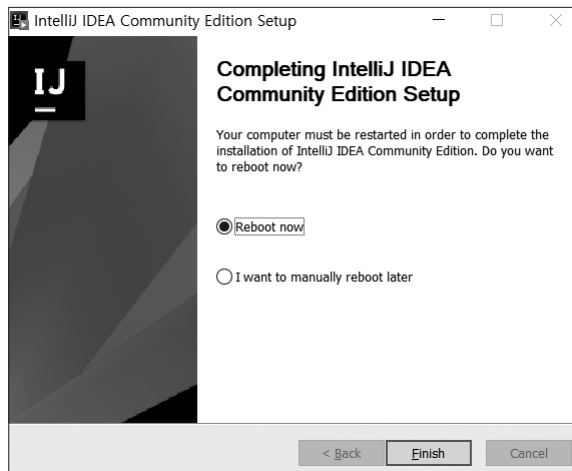 IntelliJ IDEA Community Edition Setup
IJ
Completing IntelliJ IDEA
Community Edition Setup
Your computer must be restarted in order to complete the
installation of IntelliJ IDEA Community Edition. Do you want
to reboot now?
Reboot now
I want to manually reboot later
< Back
Finish
Cancel